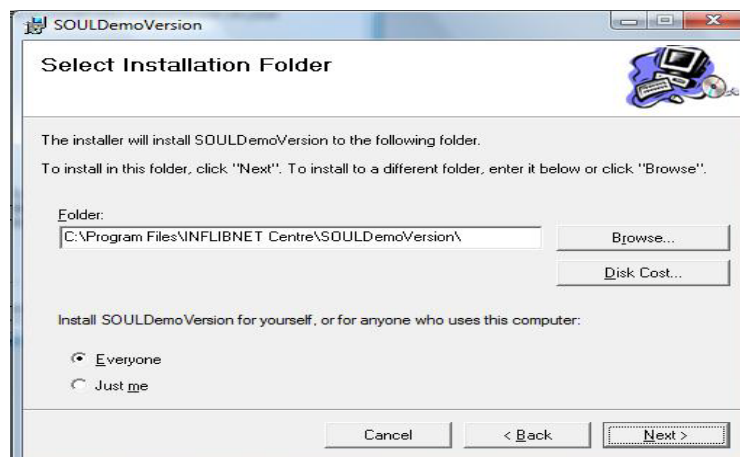 SOULDemoVersion
Select Installation Folder
The installer will install SOULDemoVersion to the following folder.
To install in this folder, click "Next". To install to a different folder, enter it below or click "Browse".
Folder:
C:\Program Files\INFLIBNET Centre\SOULDemoVersion\
Browse...
Disk Cost...
Install SOULDemoVersion for yourself, or for anyone who uses this computer:
Everyone
Just me
Cancel
< Back
Next >